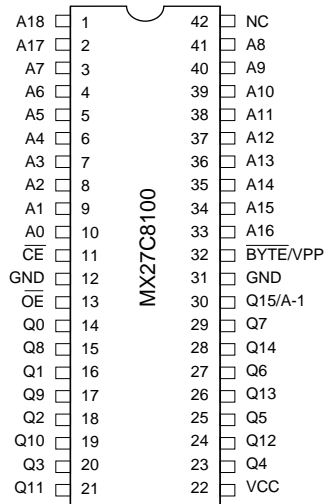 A18 1 42 NC
A17 2 41 A8
A7 3 40 A9
A6 4 39 A10
A5 5 38 A11
A4 6 37 A12
A3 7 36 A13
A2 8 35 A14
A1 9 34 A15
A0 10 33 A16
CE 11 32 BYTE/VPP
GND 12 31 GND
OE 13 30 Q15/A-1
Q0 14 29 Q7
Q8 15 28 Q14
Q1 16 27 Q6
Q9 17 26 Q13
Q2 18 25 Q5
Q10 19 24 Q12
Q3 20 23 Q4
Q11 21 22 VCC
MX27C8100